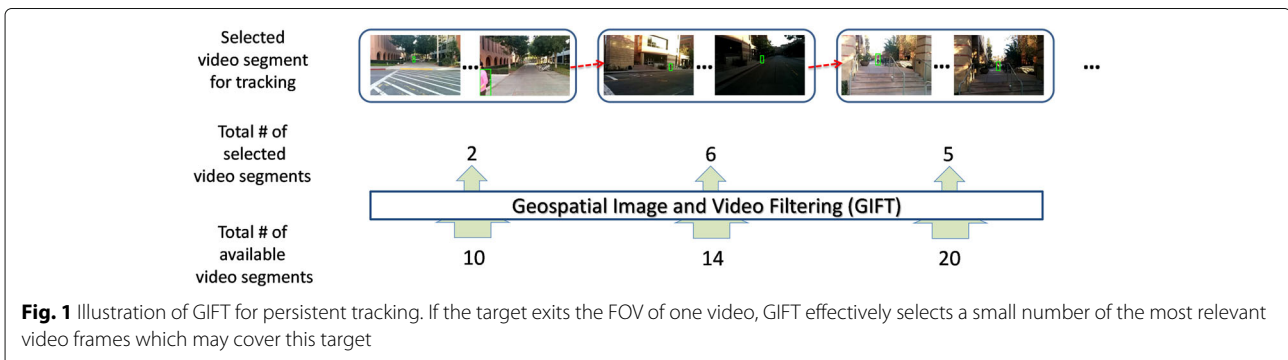 Selected
video segment
for tracking
...
...
...
...
Total # of
selected
video segments
2
6
5
Geospatial Image and Video Filtering (GIFT)
Total # of
available
video segments
10
14
20
Fig. 1 Illustration of GIFT for persistent tracking. If the target exits the FOV of one video, GIFT effectively selects a small number of the most relevant
video frames which may cover this target